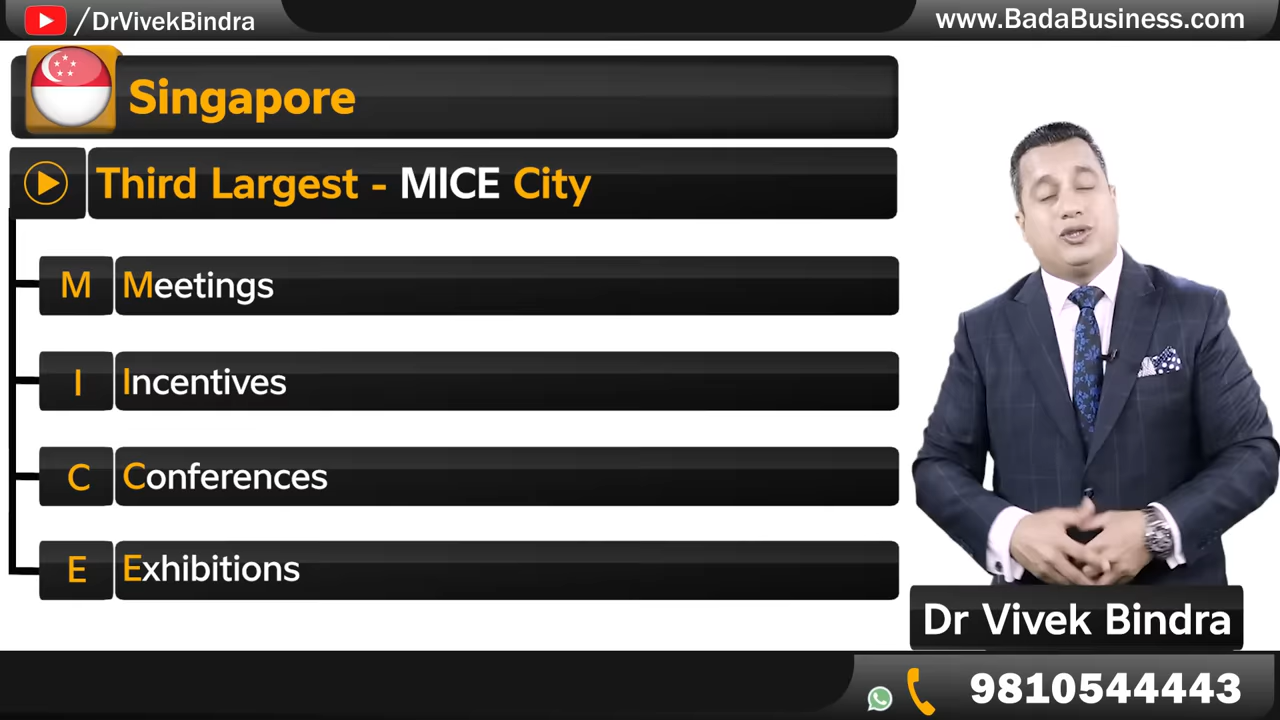 /DrVivekBindra
www.BadaBusiness.com
Singapore
Third Largest - MICE City
M Meetings
I Incentives
C Conferences
E Exhibitions
Dr Vivek Bindra
9810544443